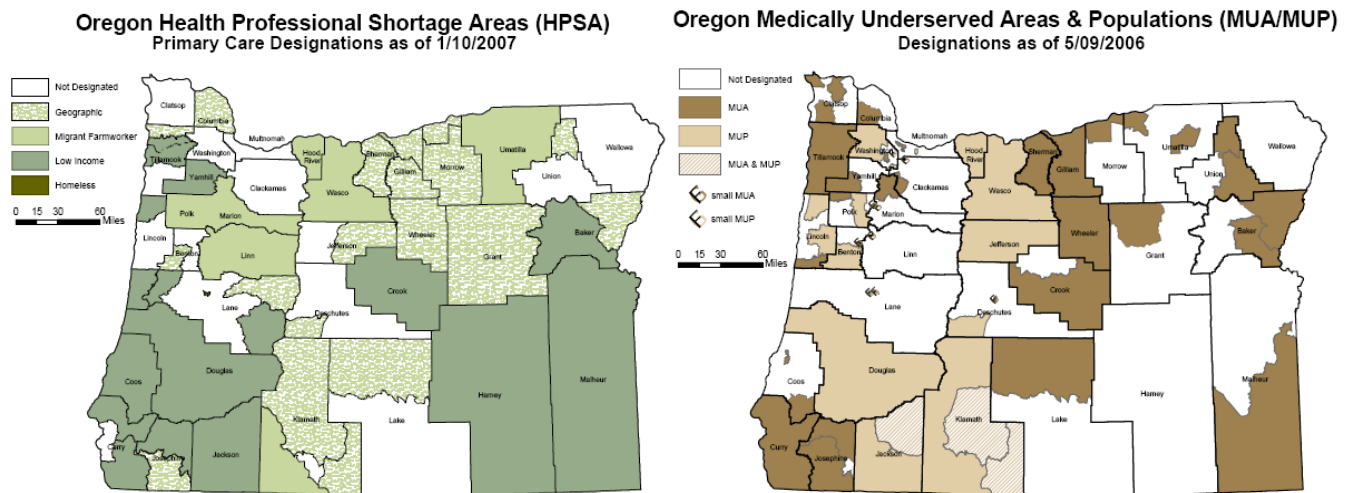 Oregon Health Professional Shortage Areas (HPSA)
Primary Care Designations as of 1/10/2007
Not Designated
Geographic
Migrant Farmworker
Low Income
Homeless
0 15 30 60
Miles
Clatsop
Columbia
Multnomah
Tillamook
Washington
Yamhill
Clackamas
Hood
River
Wasco
Sherman
Gilliam
Morrow
Umatilla
Union
Wallowa
Polk
Marion
Lincoln
Benton
Linn
Jefferson
Wheeler
Grant
Baker
Crook
Lane
Deschutes
Coos
Douglas
Harney
Malheur
Klamath
Lake
Curry
Josephine
Jackson
Oregon Medically Underserved Areas & Populations (MUA/MUP)
Designations as of 5/09/2006
Not Designated
MUA
MUP
MUA & MUP
small MUA
small MUP
0 15 30 60
Miles
Clatsop
Columbia
Multnomah
Tillamook
Washington
Yamhill
Clackamas
Hood
River
Wasco
Sherman
Gilliam
Morrow
Umatilla
Union
Wallowa
Polk
Marion
Lincoln
Benton
Linn
Jefferson
Wheeler
Grant
Baker
Crook
Lane
Deschutes
Coos
Douglas
Harney
Malheur
Klamath
Lake
Curry
Josephine
Jackson